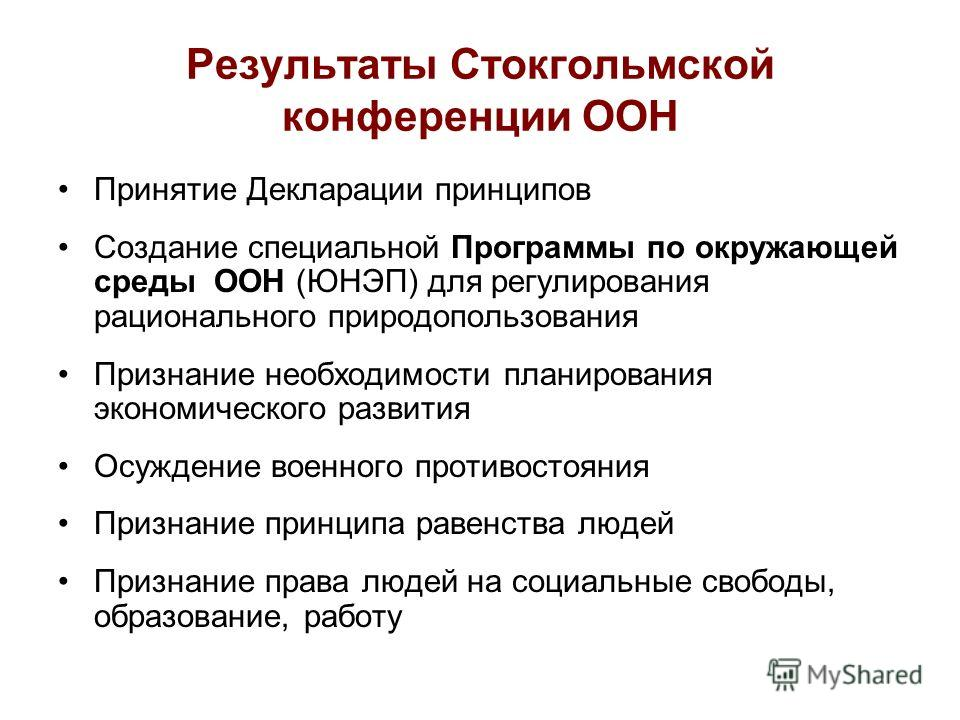 Результаты Стокгольмской
конференции ООН
• Принятие Декларации принципов
• Создание специальной Программы по окружающей
среды ООН (ЮНЭП) для регулирования
рационального природопользования
• Признание необходимости планирования
экономического развития
• Осуждение военного противостояния
• Признание принципа равенства людей
• Признание права людей на социальные свободы,
образование, работу
MyShared